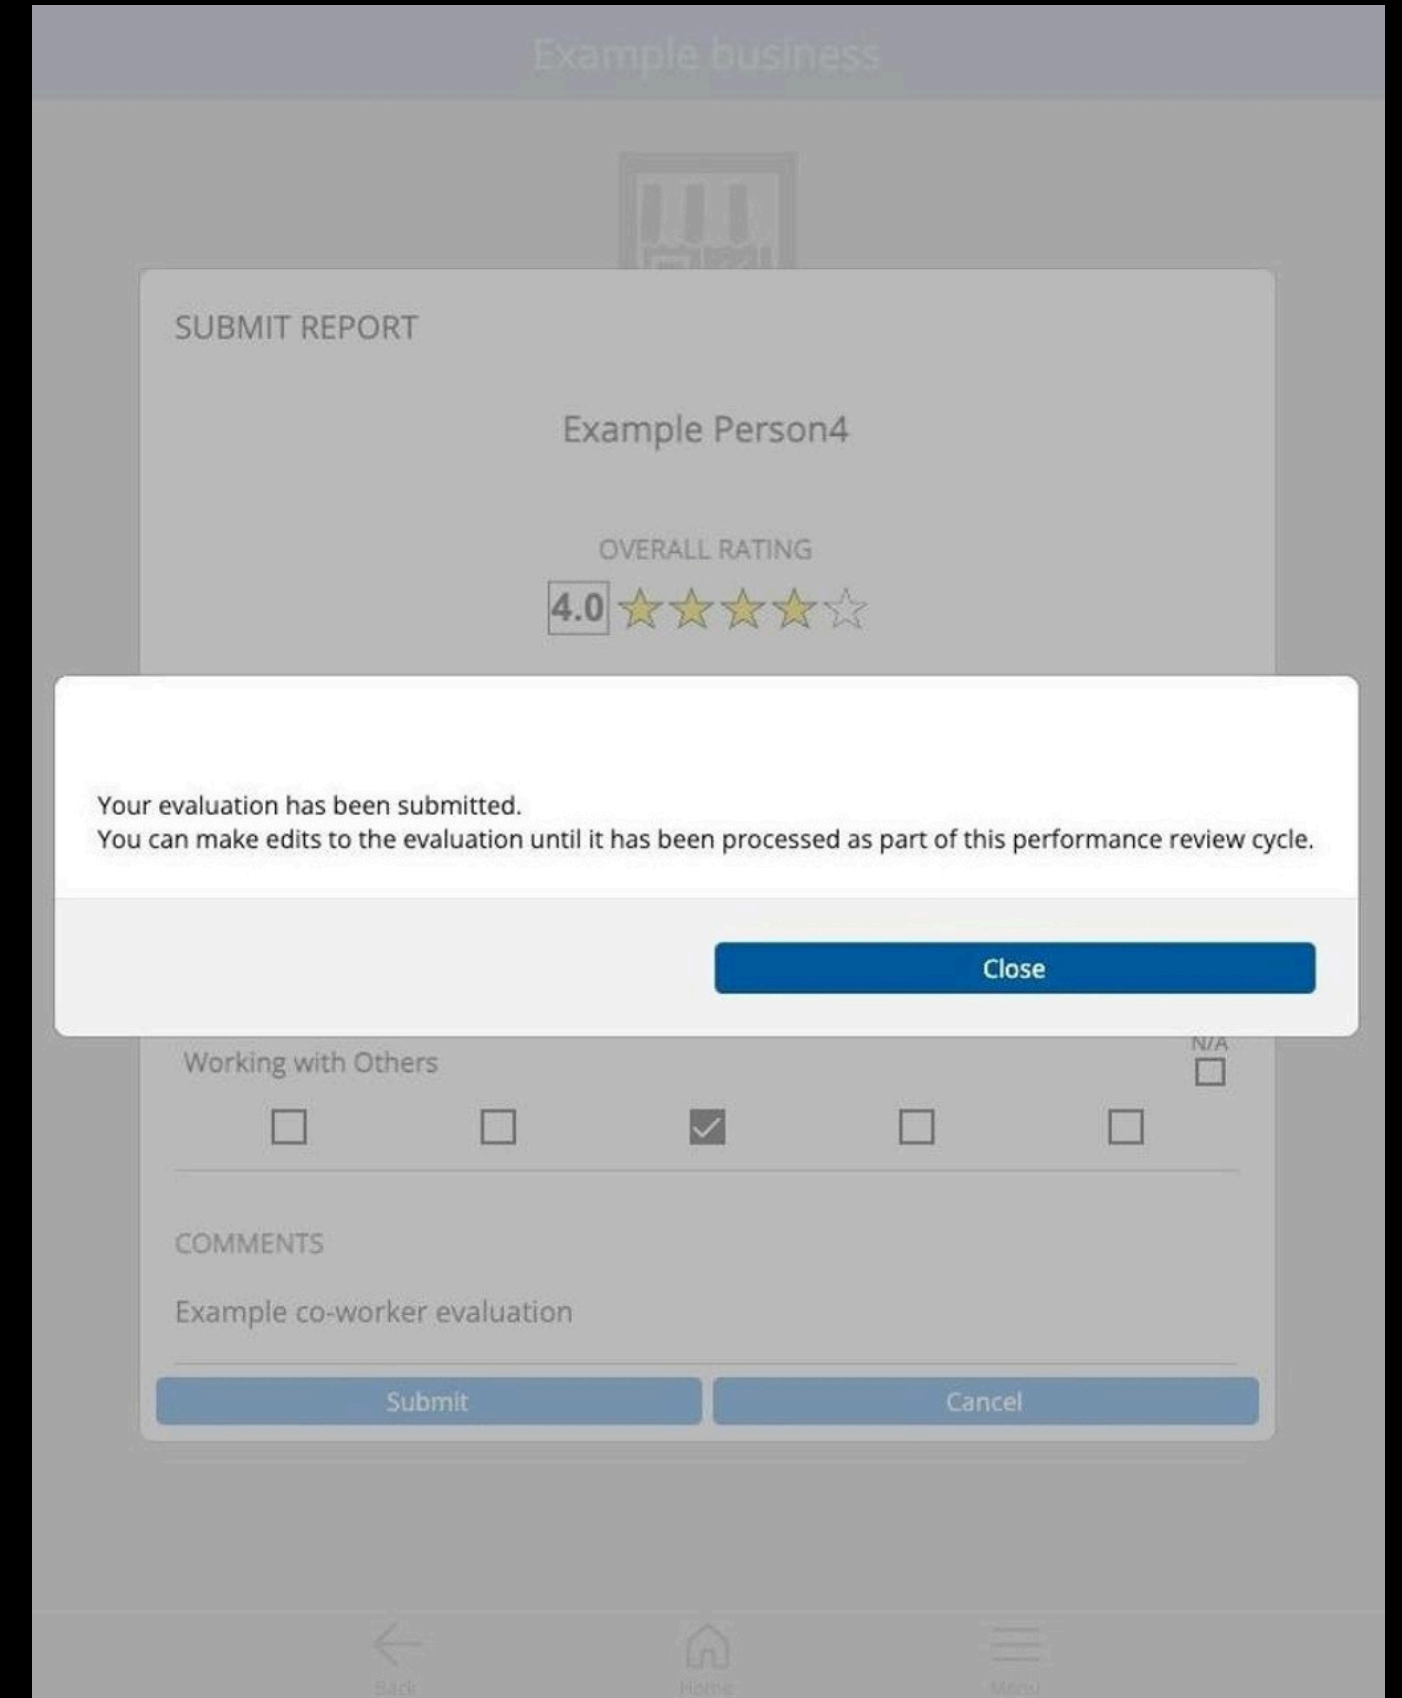 Example business
SUBMIT REPORT
Example Person4
OVERALL RATING
4.0
Your evaluation has been submitted.
You can make edits to the evaluation until it has been processed as part of this performance review cycle.
Close
N/A
Working with Others
COMMENTS
Example co-worker evaluation
Submit
Cancel
Back
Home
Menu